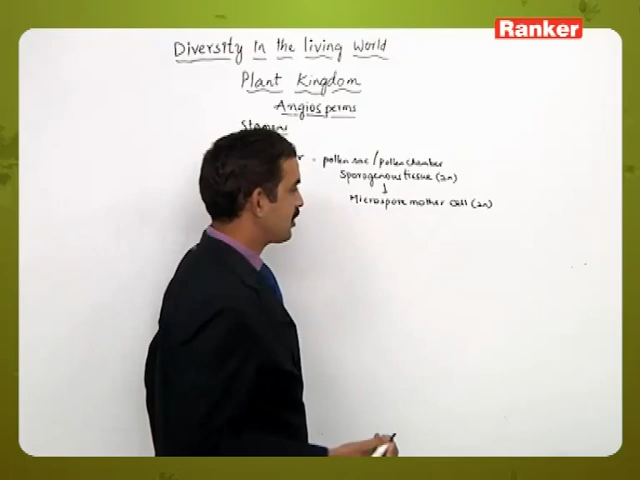 Ranker
Diversity In the living World
Plant Kingdom
Angiosperms
Stamens
- pollen sac / pollen chamber
Sporogenous tissue (2n)
↓
Microspore mother cell (2n)